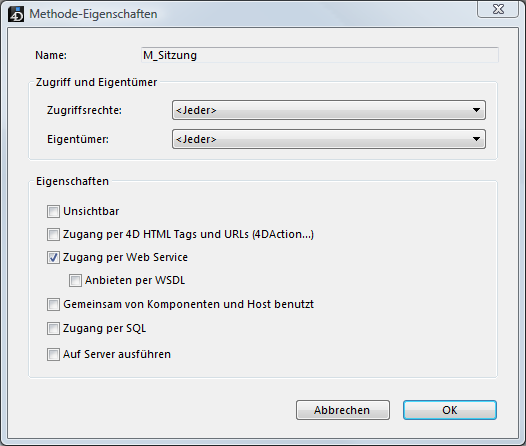 4D Methode-Eigenschaften
Name: M_Sitzung
Zugriff und Eigentümer
Zugriffsrechte: <Jeder>
Eigentümer: <Jeder>
Eigenschaften
Unsichtbar
Zugang per 4D HTML Tags und URLs (4DAction...)
Zugang per Web Service
Anbieten per WSDL
Gemeinsam von Komponenten und Host benutzt
Zugang per SQL
Auf Server ausführen
Abbrechen OK